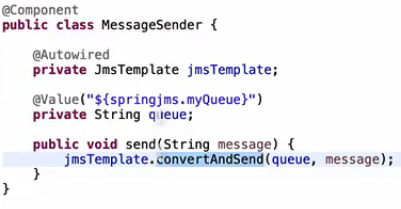 @Component
public class MessageSender {
@Autowired
private JmsTemplate jmsTemplate;
@Value("${springjms.myQueue}")
private String queue;
public void send(String message) {
jmsTemplate.convertAndSend(queue, message);
}
}